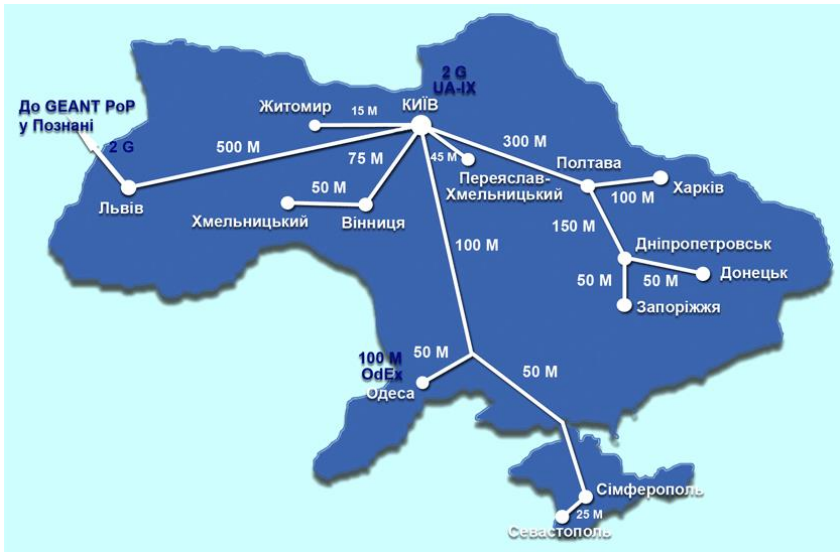 2 G
UA-IX
До GEANT PoP
у Познані
2 G
Житомир
15 М
КИЇВ
500 М
75 М
45 М
300 М
Переяслав-
Хмельницький
Полтава
Харків
100 М
Львів
50 М
Хмельницький
Вінниця
100 М
150 М
Дніпропетровськ
50 М
50 М
Донецьк
Запоріжжя
100 М
OdEx
50 М
Одеса
50 М
Сімферополь
25 М
Севастополь